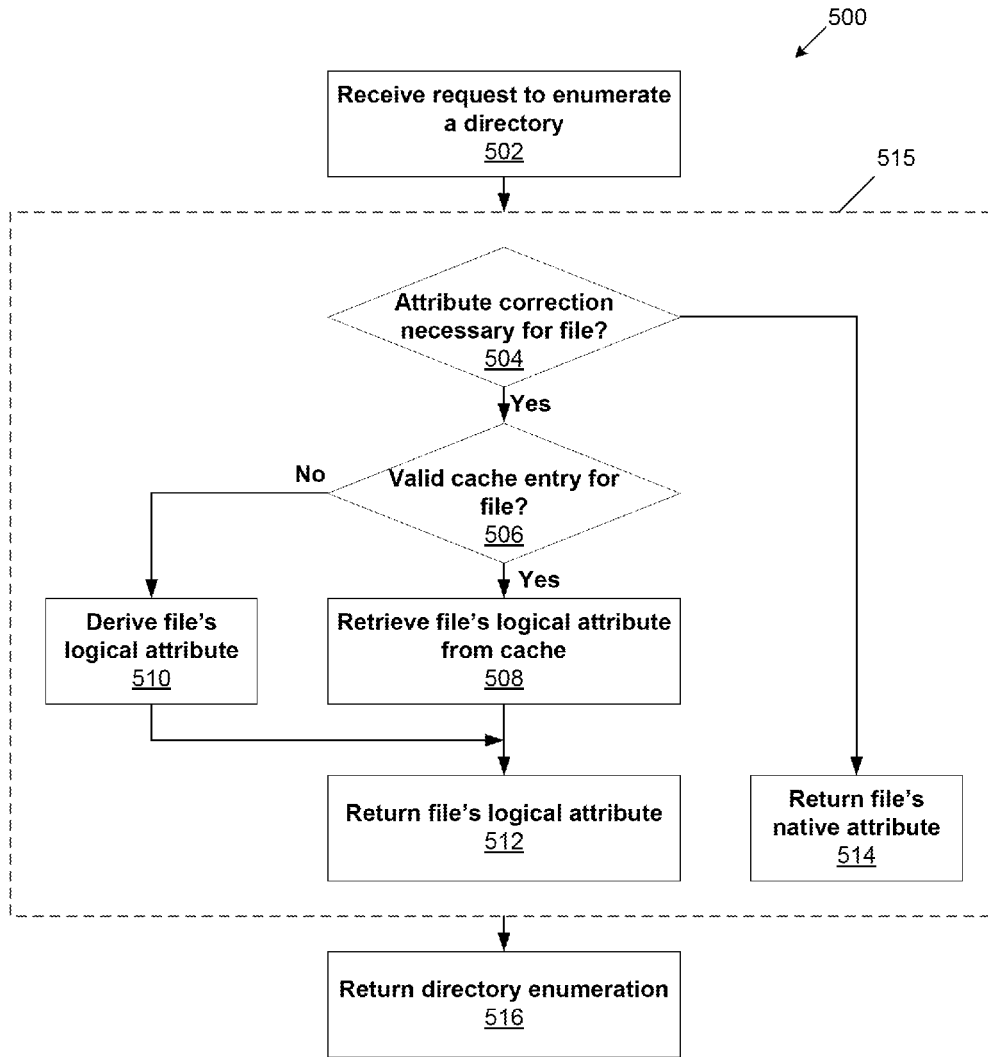 500
Receive request to enumerate
a directory
502
515
Attribute correction
necessary for file?
504
Yes
No
Valid cache entry for
file?
506
Yes
Derive file's
logical attribute
510
Retrieve file's logical attribute
from cache
508
Return file's logical attribute
512
Return file's
native attribute
514
Return directory enumeration
516